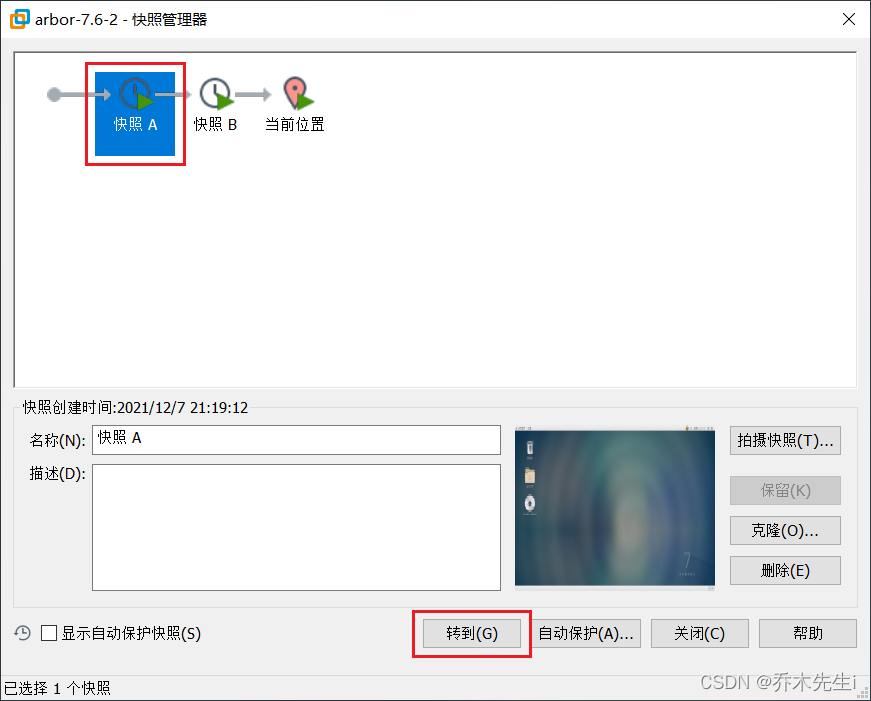 arbor-7.6-2 - 快照管理器
快照 A
快照 B
当前位置
快照创建时间:2021/12/7 21:19:12
名称(N):
快照 A
描述(D):
7
拍摄快照(T)...
保留(K)
克隆(O)...
删除(E)
显示自动保护快照(S)
转到(G)
自动保护(A)...
关闭(C)
帮助
已选择 1 个快照
CSDN @乔木先生i